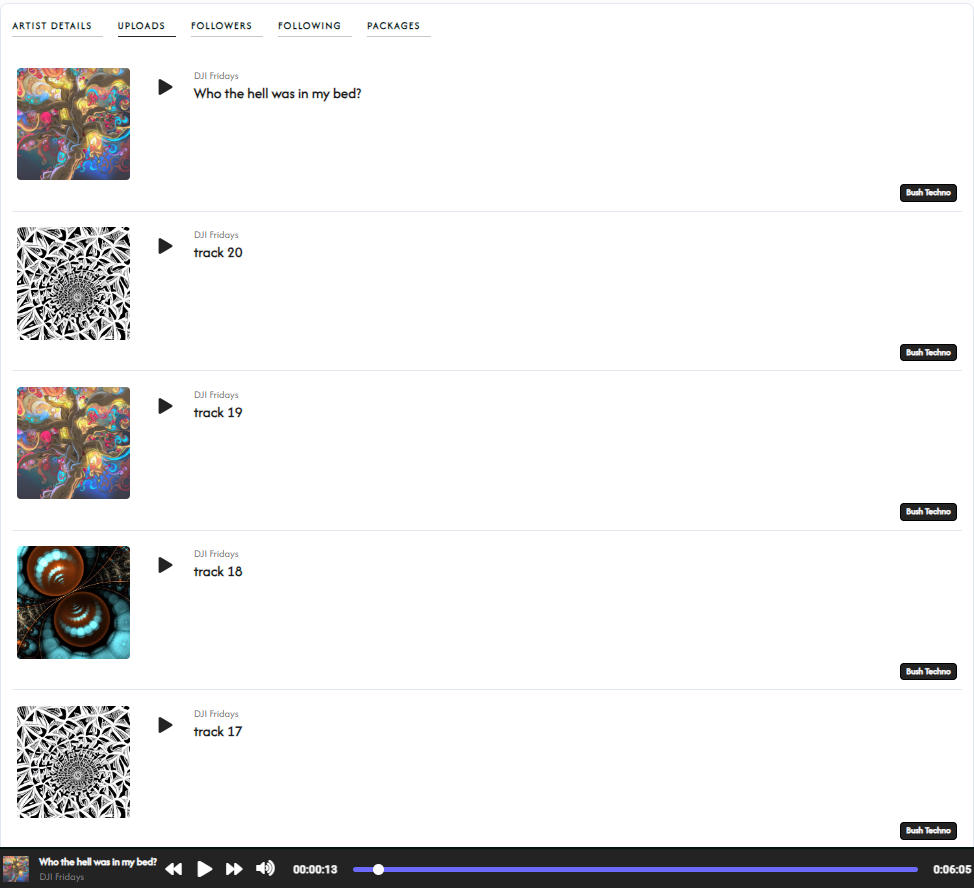 ARTIST DETAILS UPLOADS FOLLOWERS FOLLOWING PACKAGES
DJI Fridays
Who the hell was in my bed?
Bush Techno
DJI Fridays
track 20
Bush Techno
DJI Fridays
track 19
Bush Techno
DJI Fridays
track 18
Bush Techno
DJI Fridays
track 17
Bush Techno
Who the hell was in my bed?
DJI Fridays
00:00:13
0:06:05